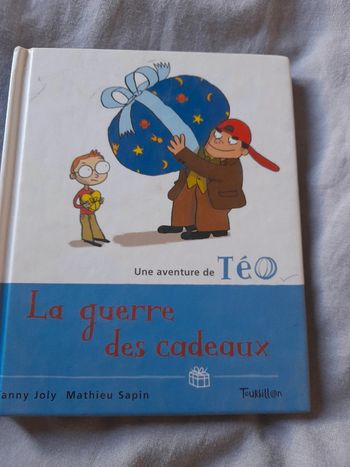 Une aventure de Téo
La guerre
des cadeaux
anny Joly Mathieu Sapin
Tourbillon